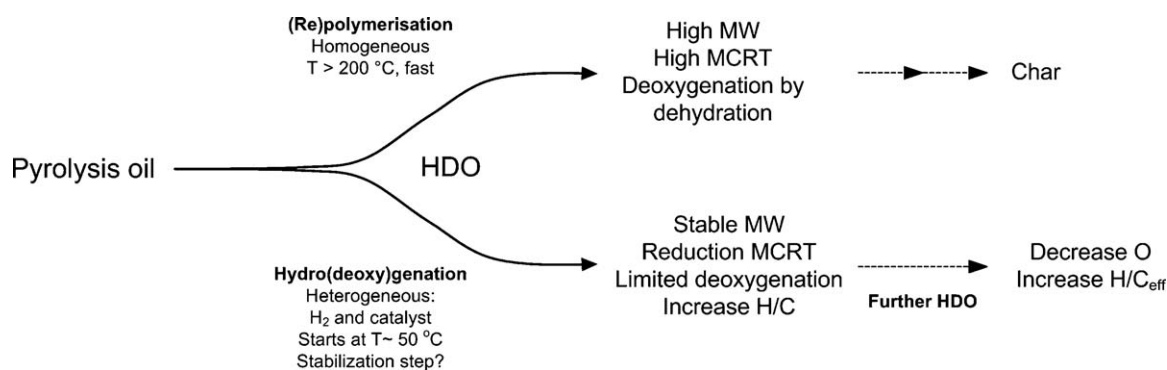 (Re)polymerisation
Homogeneous
T > 200 °C, fast
High MW
High MCRT
Deoxygenation by
dehydration
Char
Pyrolysis oil
HDO
Hydro(deoxy)genation
Heterogeneous:
H₂ and catalyst
Starts at T~ 50 °C
Stabilization step?
Stable MW
Reduction MCRT
Limited deoxygenation
Increase H/C
Further HDO
Decrease O
Increase H/Ceff